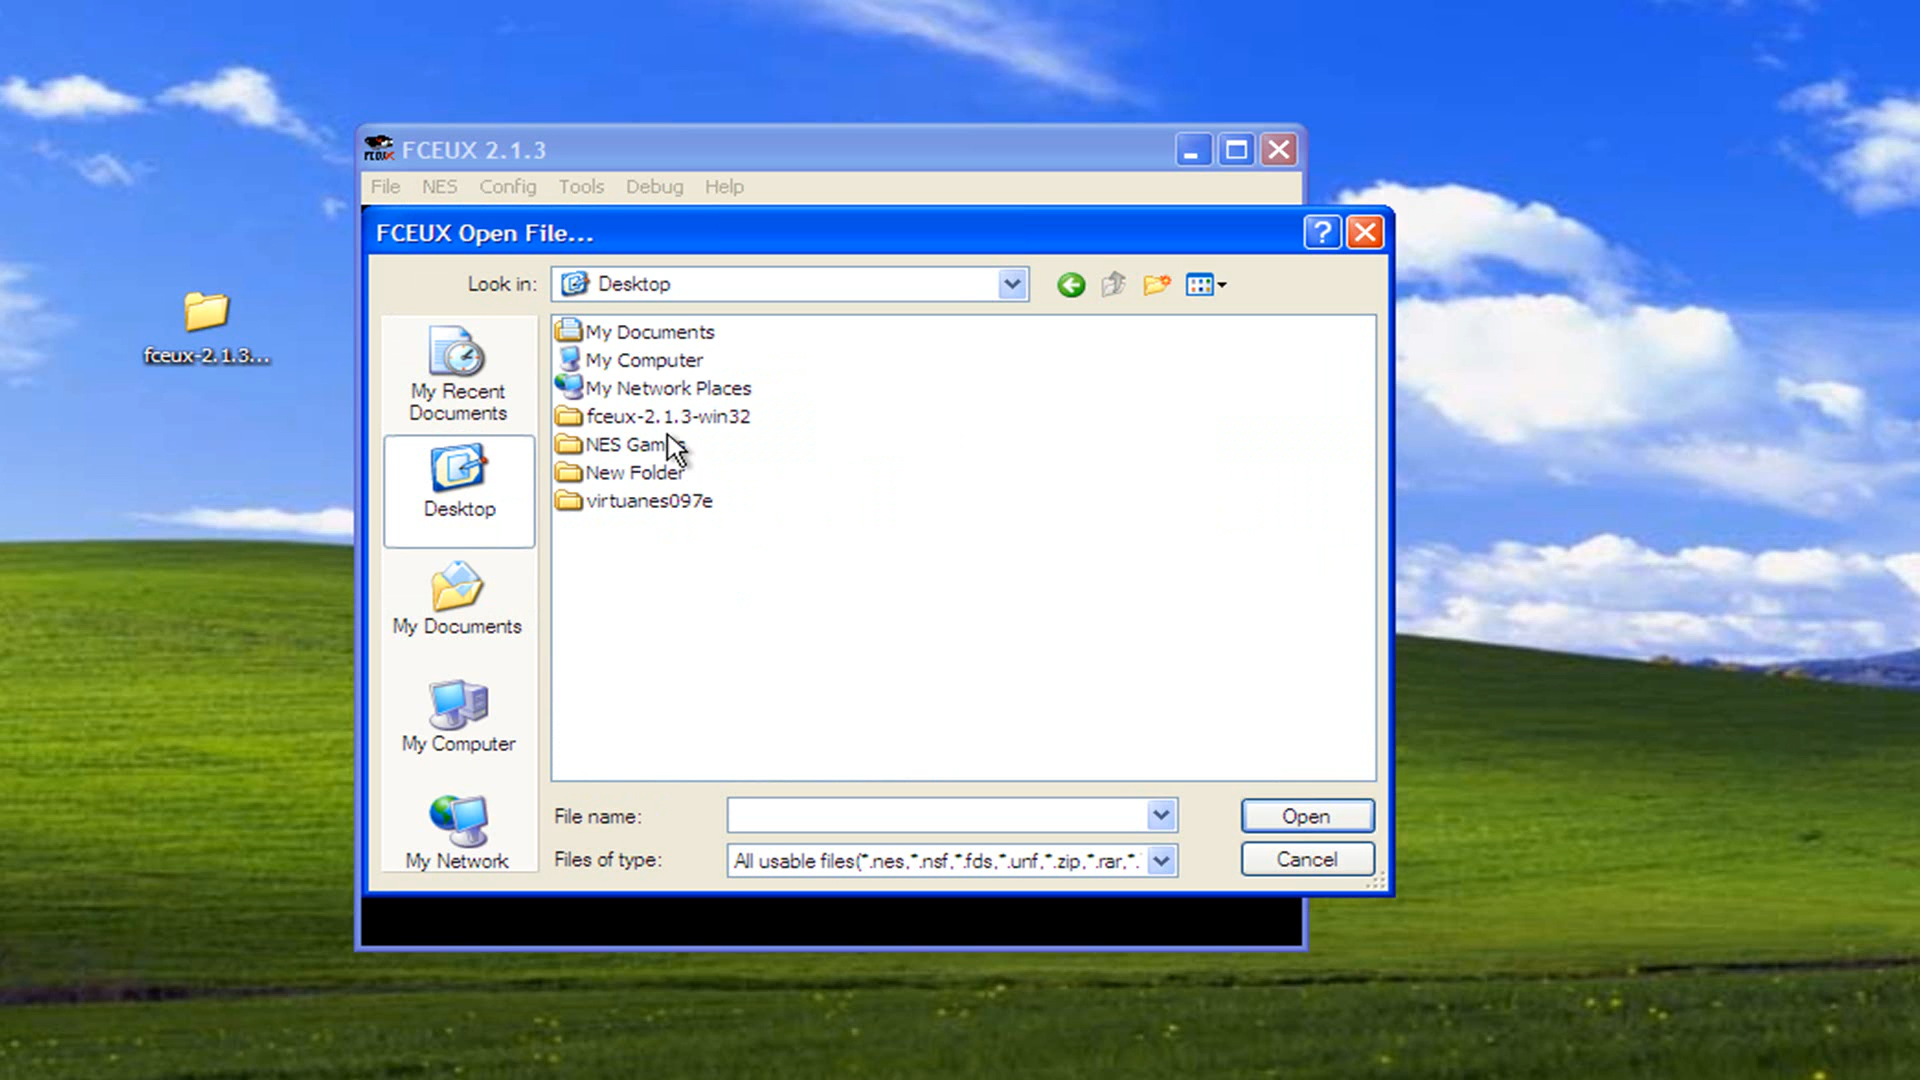 FCEUX 2.1.3
File NES Config Tools Debug Help
FCEUX Open File...
Look in: Desktop
fceux-2.1.3...
My Recent
Documents
Desktop
My Documents
My Computer
My Network
My Documents
My Computer
My Network Places
fceux-2.1.3-win32
NES
New Folder
virtuanes097e
File name:
Open
Files of type: All usable files(*.nes,*.nsf,*.fds,*.unf,*.zip,*.rar,*.
Cancel